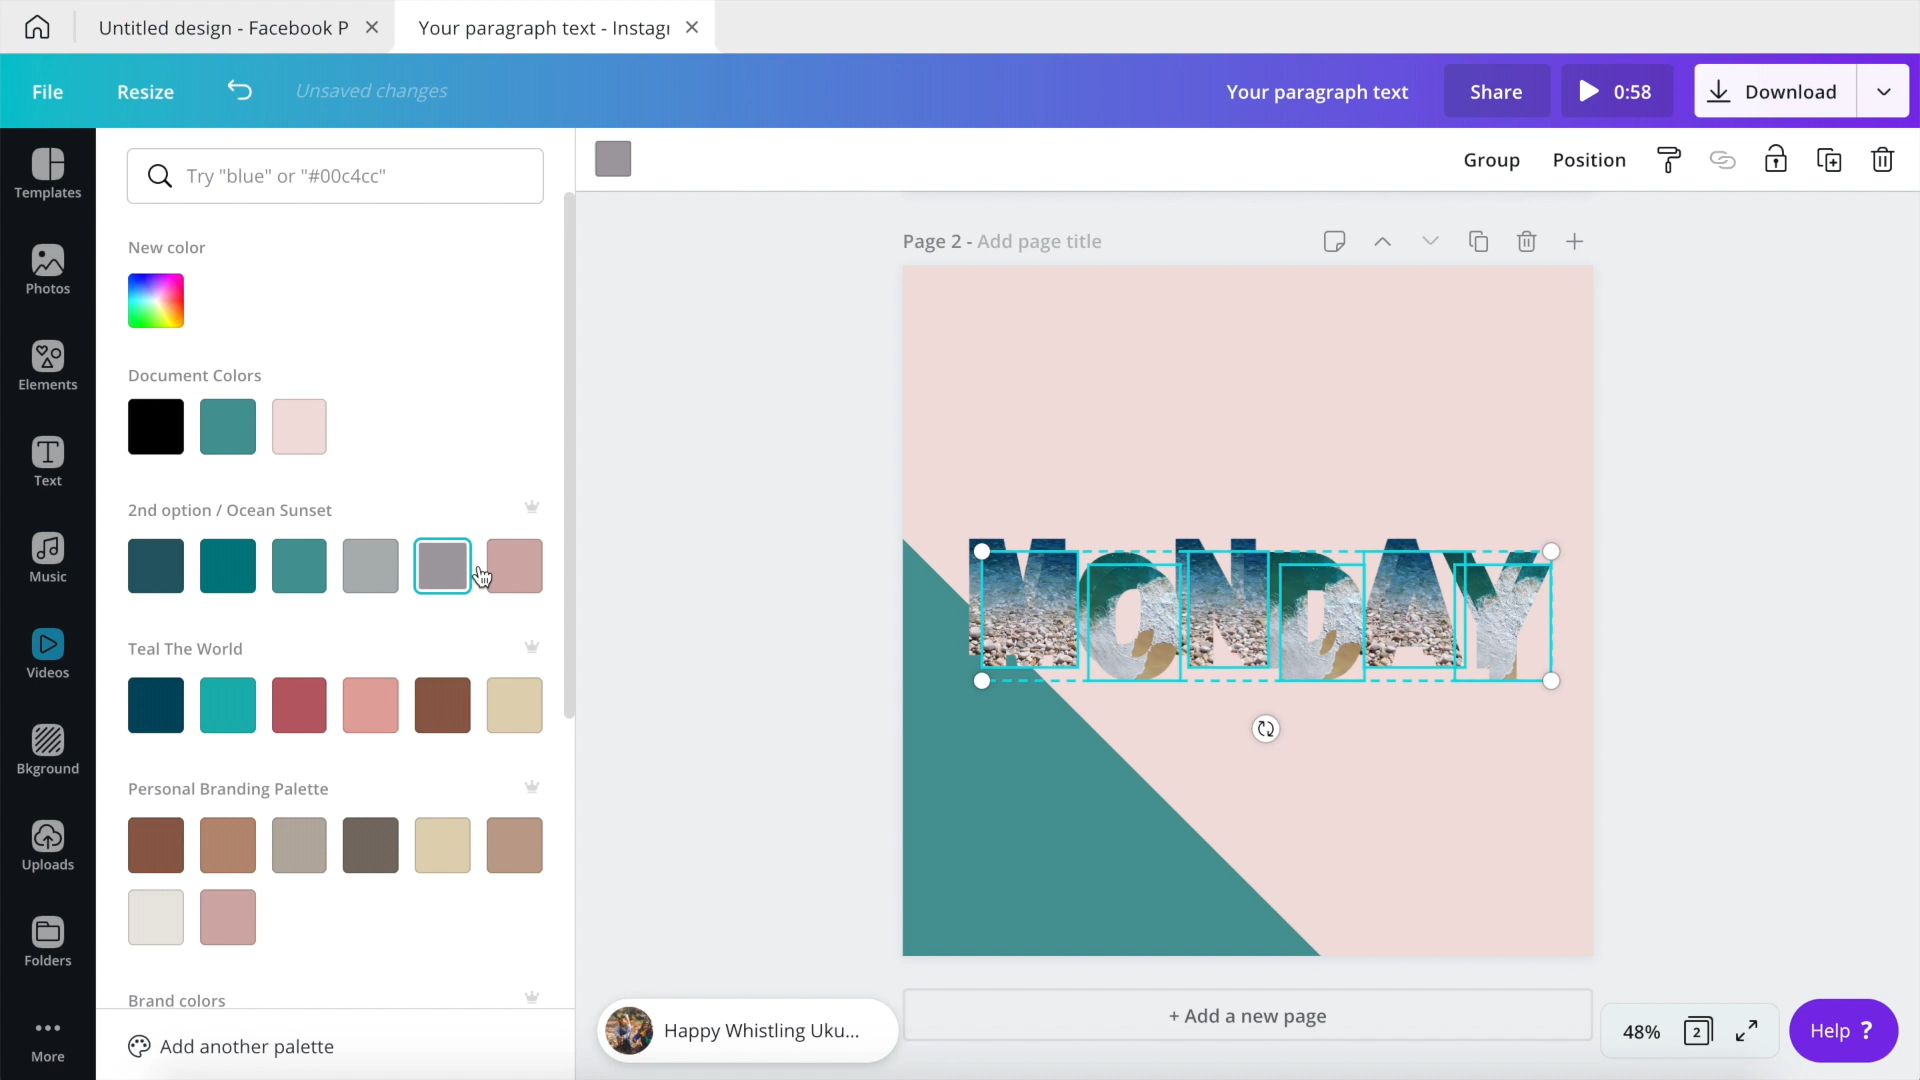 Untitled design - Facebook P
Your paragraph text - Instagr
File
Resize
Unsaved changes
Your paragraph text
Share
0:58
Download
Templates
Photos
Elements
Text
Music
Videos
Bkground
Uploads
Folders
More
Try "blue" or "#00c4cc"
New color
Document Colors
2nd option / Ocean Sunset
Teal The World
Personal Branding Palette
Brand colors
Add another palette
Group
Position
Page 2 - Add page title
MONDAY
Happy Whistling Uku...
+ Add a new page
48%
2
Help ?